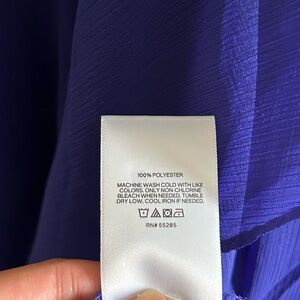 100% POLYESTER
MACHINE WASH COLD WITH LIKE
COLORS, ONLY NON-CHLORINE
BLEACH WHEN NEEDED, TUMBLE
DRY LOW, COOL IRON IF NEEDED.
RN# 55285